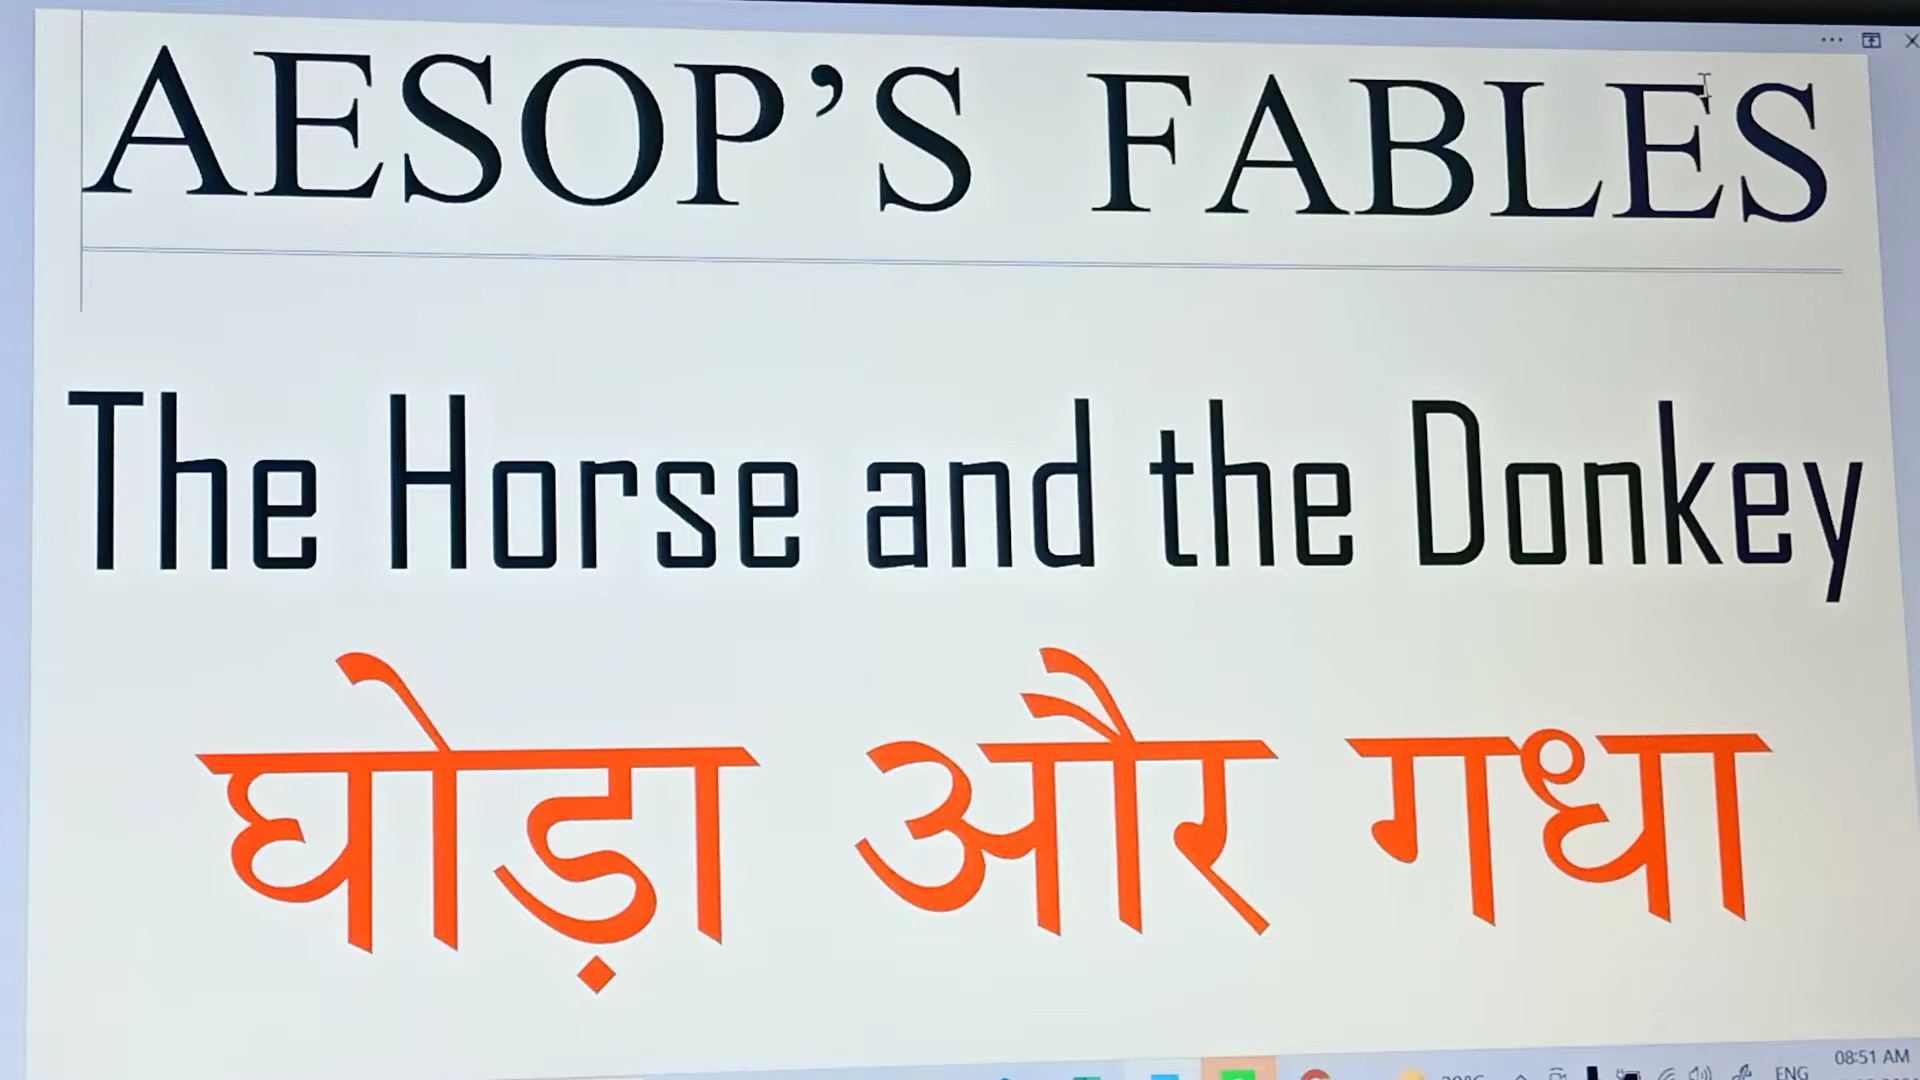 AESOP’S FABLES
The Horse and the Donkey
घोड़ा और गधा
08:51 AM
ENG